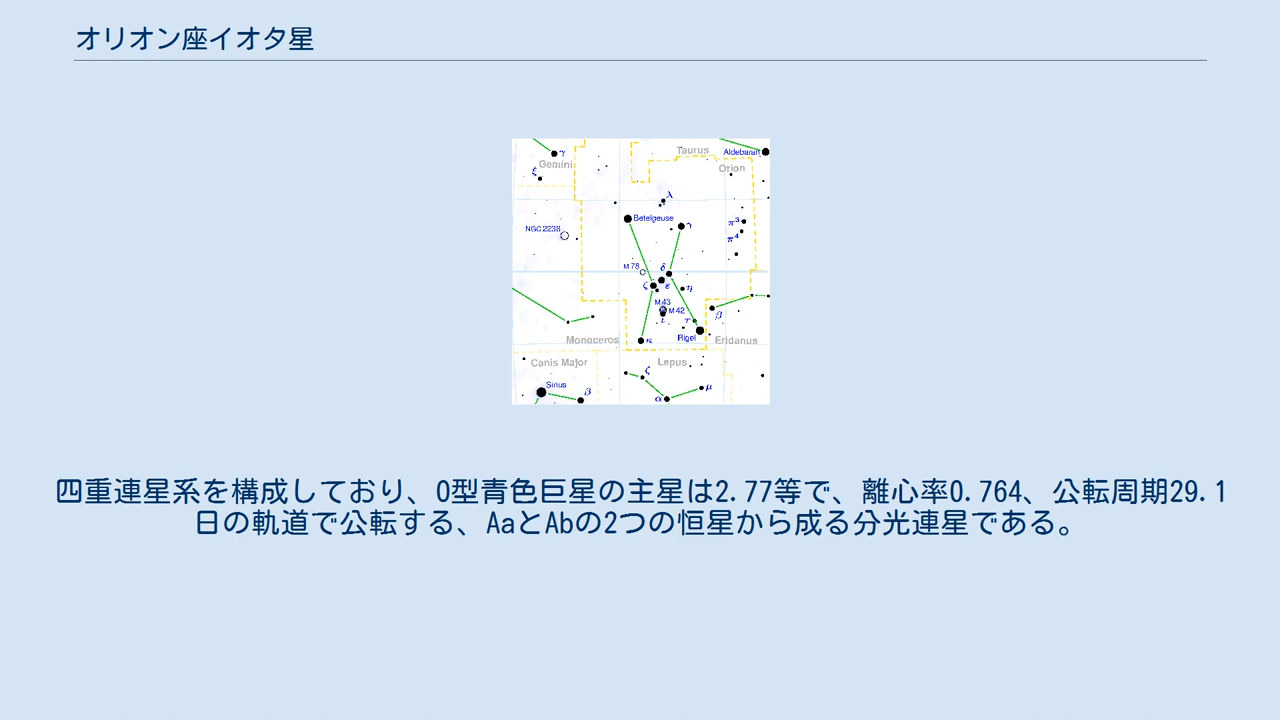 オリオン座イオタ星
γ
Gemini
ξ
Taurus
Aldebaran
Orion
λ
Betelgeuse
γ
π3
π4
NGC 2238
M 78
δ
ζ
ε
η
M 43
M 42
ι
τ
β
κ
Rigel
Monoceros
Eridanus
Canis Major
Lepus
Sirius
β
ζ
μ
α
四重連星系を構成しており、O型青色巨星の主星は2.77等で、離心率0.764、公転周期29.1
日の軌道で公転する、AaとAbの2つの恒星から成る分光連星である。